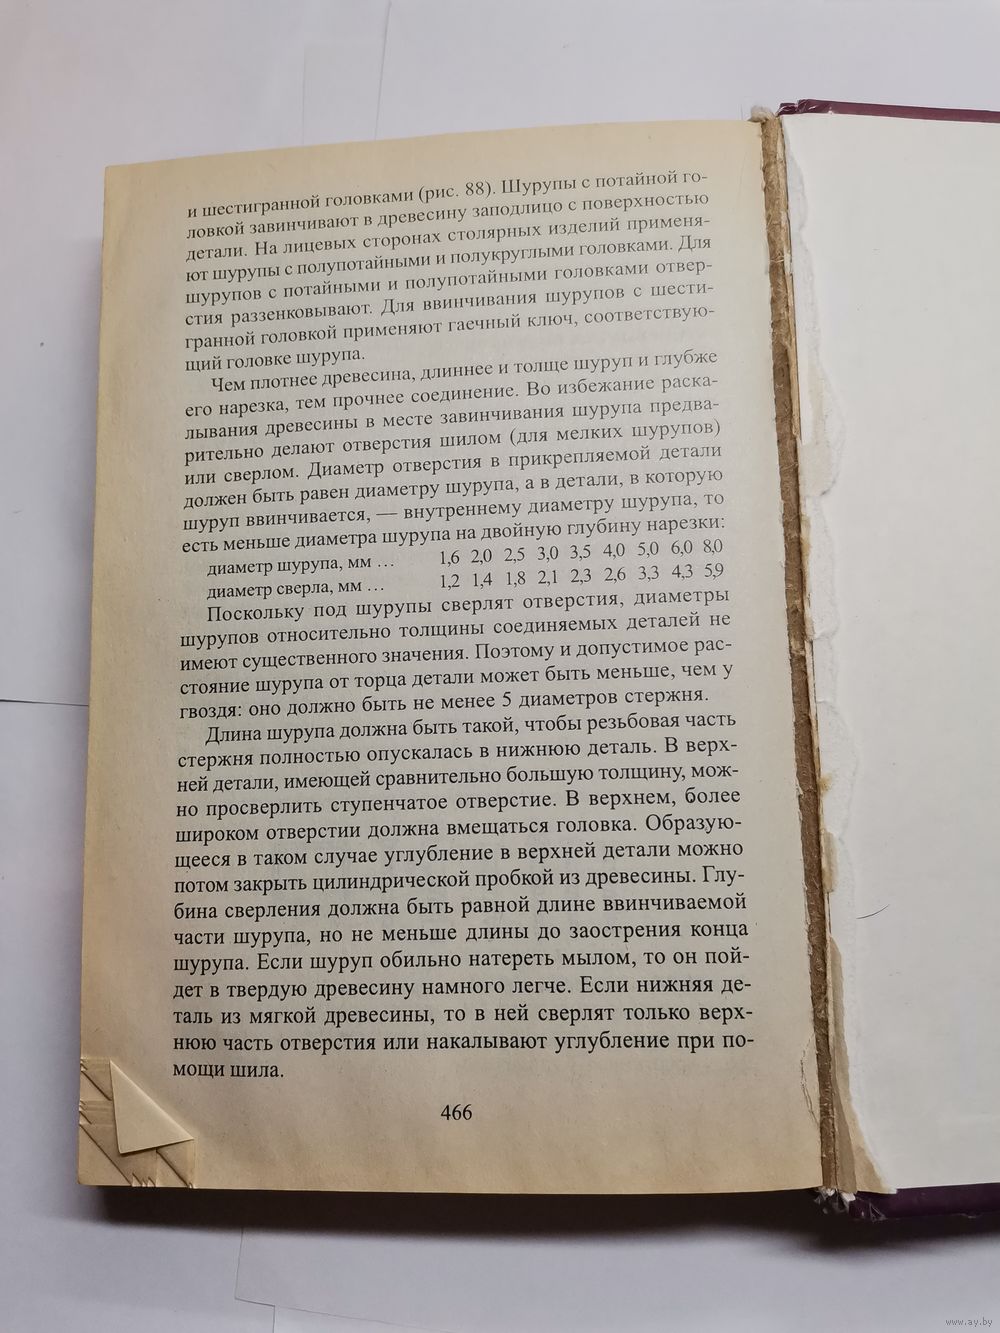 и шестигранной головками (рис. 88). Шурупы с потайной го-
ловкой завинчивают в древесину заподлицо с поверхностью
детали. На лицевых сторонах столярных изделий применя-
ют шурупы с полупотайными и полукруглыми головками. Для
шурупов с потайными и полупотайными головками отвер-
стия раззенковывают. Для ввинчивания шурупов с шести-
гранной головкой применяют гаечный ключ, соответствую-
щий головке шурупа.
Чем плотнее древесина, длиннее и толще шуруп и глубже
его нарезка, тем прочнее соединение. Во избежание раска-
лывания древесины в месте завинчивания шурупа предва-
рительно делают отверстия шилом (для мелких шурупов)
или сверлом. Диаметр отверстия в прикрепляемой детали
должен быть равен диаметру шурупа, а в детали, в которую
шуруп ввинчивается, — внутреннему диаметру шурупа, то
есть меньше диаметра шурупа на двойную глубину нарезки:
диаметр шурупа, мм ... 1,6 2,0 2,5 3,0 3,5 4,0 5,0 6,0 8,0
диаметр сверла, мм ... 1,2 1,4 1,8 2,1 2,3 2,6 3,3 4,3 5,9
Поскольку под шурупы сверлят отверстия, диаметры
шурупов относительно толщины соединяемых деталей не
имеют существенного значения. Поэтому и допустимое рас-
стояние шурупа от торца детали может быть меньше, чем у
гвоздя: оно должно быть не менее 5 диаметров стержня.
Длина шурупа должна быть такой, чтобы резьбовая часть
стержня полностью опускалась в нижнюю деталь. В верх-
ней детали, имеющей сравнительно большую толщину, мож-
но просверлить ступенчатое отверстие. В верхнем, более
широком отверстии должна вмещаться головка. Образую-
щееся в таком случае углубление в верхней детали можно
потом закрыть цилиндрической пробкой из древесины. Глу-
бина сверления должна быть равной длине ввинчиваемой
части шурупа, но не меньше длины до заострения конца
шурупа. Если шуруп обильно натереть мылом, то он пой-
дет в твердую древесину намного легче. Если нижняя де-
таль из мягкой древесины, то в ней сверлят только верх-
нюю часть отверстия или накалывают углубление при по-
мощи шила.
466
www.ay.by